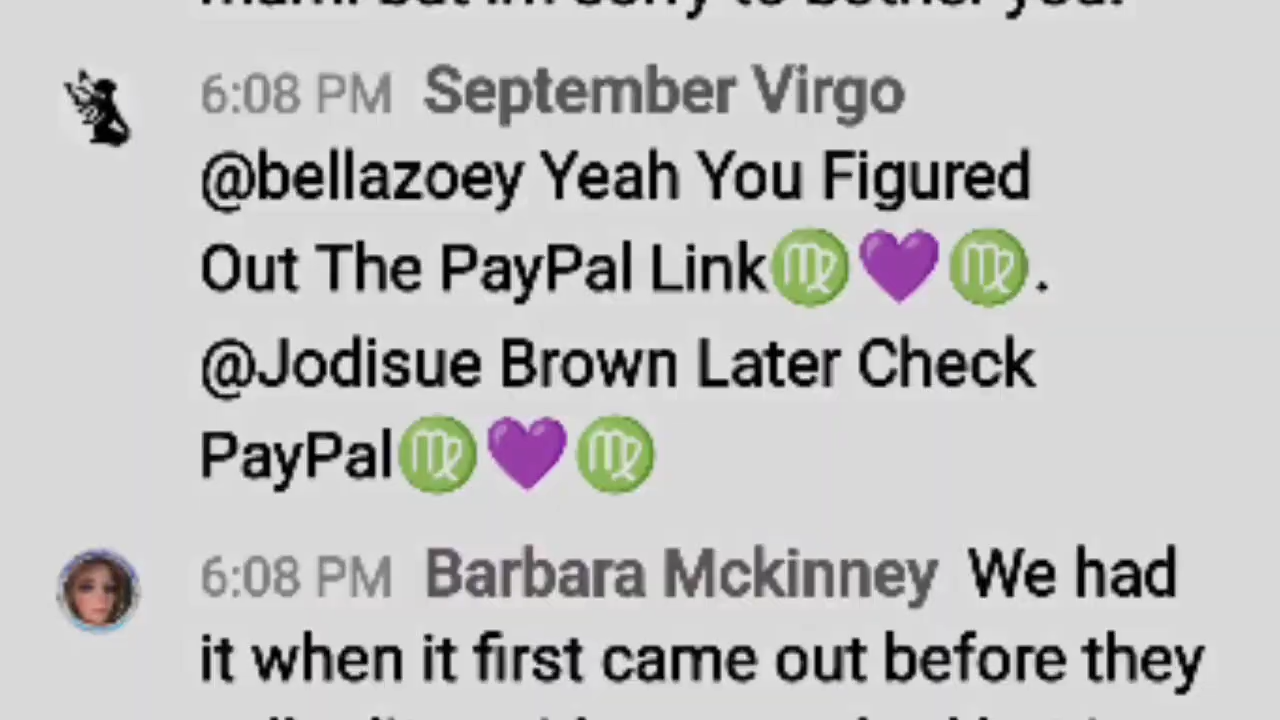 6:08 PM September Virgo
@bellazoey Yeah You Figured
Out The PayPal Link♍💜♍.
@Jodisue Brown Later Check
PayPal♍💜♍
6:08 PM Barbara Mckinney We had
it when it first came out before they